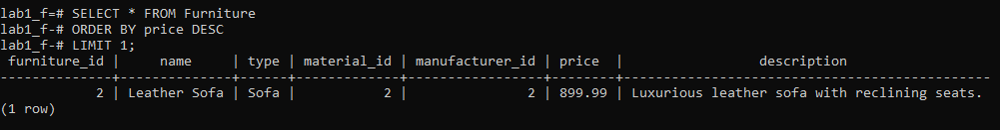 lab1_f=# SELECT * FROM Furniture
lab1_f-# ORDER BY price DESC
lab1_f-# LIMIT 1;
 furniture_id |     name     | type | material_id | manufacturer_id | price  |                 description
--------------+--------------+------+-------------+-----------------+--------+----------------------------------------------
            2 | Leather Sofa | Sofa |           2 |               2 | 899.99 | Luxurious leather sofa with reclining seats.
(1 row)